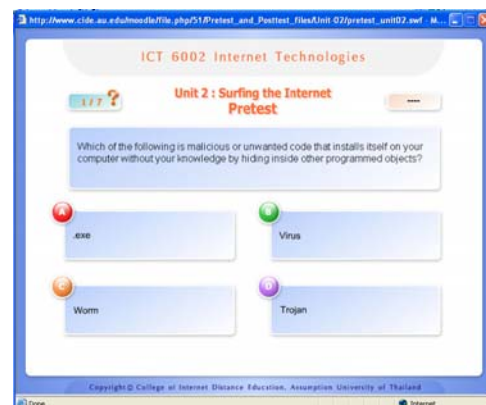 http://www.cide.au.edu/moodle/file.php/51/Pretest_and_Posttest_files/Unit-02/pretest_unit02.swf - M...
ICT 6002 Internet Technologies
1 / 7 ?
Unit 2 : Surfing the Internet
Pretest
Which of the following is malicious or unwanted code that installs itself on your
computer without your knowledge by hiding inside other programmed objects?
A
.exe
B
Virus
C
Worm
D
Trojan
Copyright © College of Internet Distance Education, Assumption University of Thailand
Done
Internet